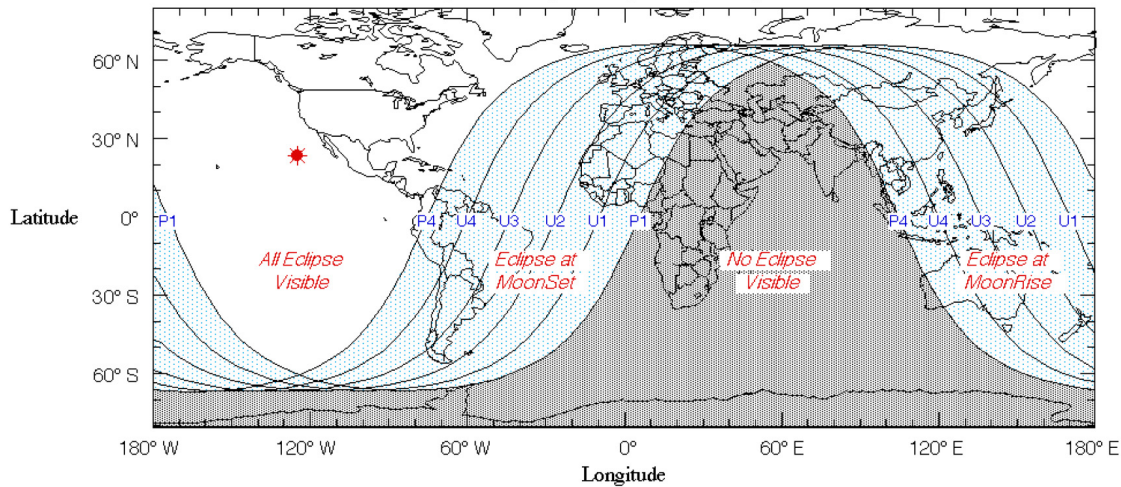 60° N
30° N
Latitude
0°
30° S
60° S
P1
P4
U4
U3
U2
U1
P1
P4
U4
U3
U2
U1
All Eclipse
Visible
Eclipse at
MoonSet
No Eclipse
Visible
Eclipse at
MoonRise
180° W
120° W
60° W
0°
60° E
120° E
180° E
Longitude